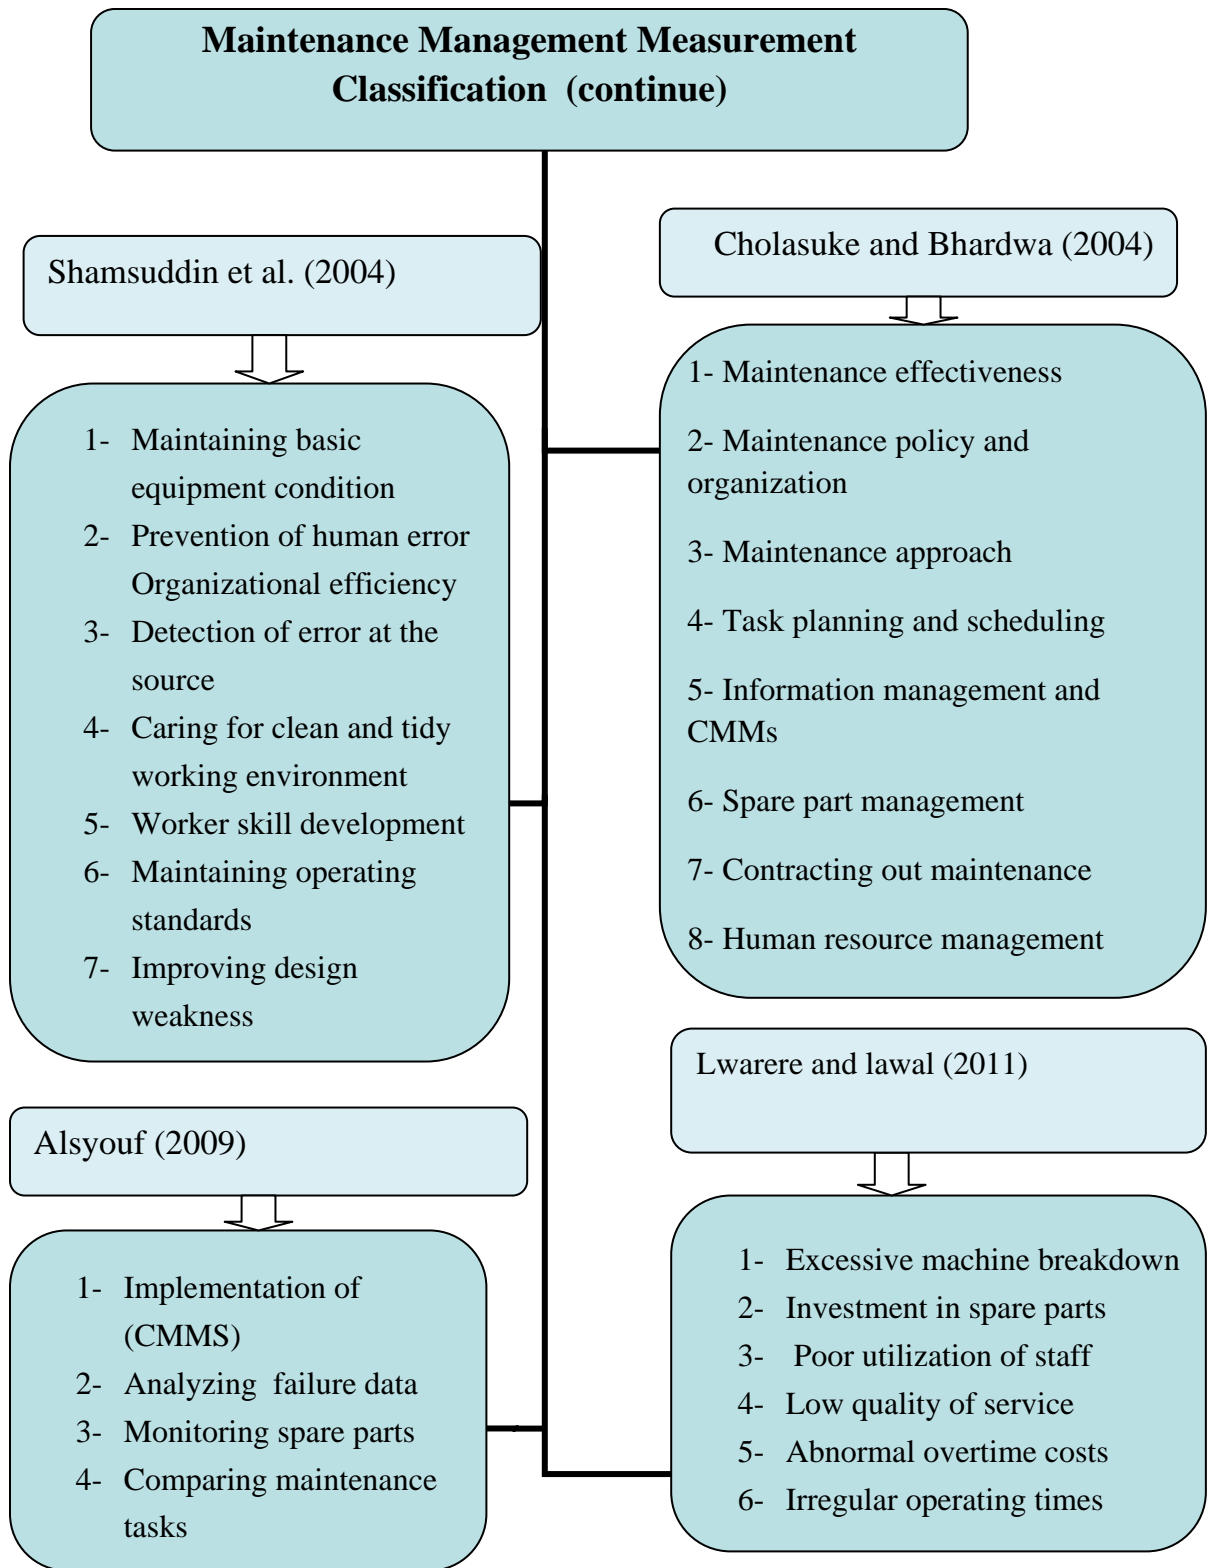 Maintenance Management Measurement
Classification (continue)
Shamsuddin et al. (2004)
1- Maintaining basic
equipment condition
2- Prevention of human error
Organizational efficiency
3- Detection of error at the
source
4- Caring for clean and tidy
working environment
5- Worker skill development
6- Maintaining operating
standards
7- Improving design
weakness
Cholasuke and Bhardwa (2004)
1- Maintenance effectiveness
2- Maintenance policy and
organization
3- Maintenance approach
4- Task planning and scheduling
5- Information management and
CMMs
6- Spare part management
7- Contracting out maintenance
8- Human resource management
Alsyouf (2009)
1- Implementation of
(CMMS)
2- Analyzing failure data
3- Monitoring spare parts
4- Comparing maintenance
tasks
Lwarere and lawal (2011)
1- Excessive machine breakdown
2- Investment in spare parts
3- Poor utilization of staff
4- Low quality of service
5- Abnormal overtime costs
6- Irregular operating times